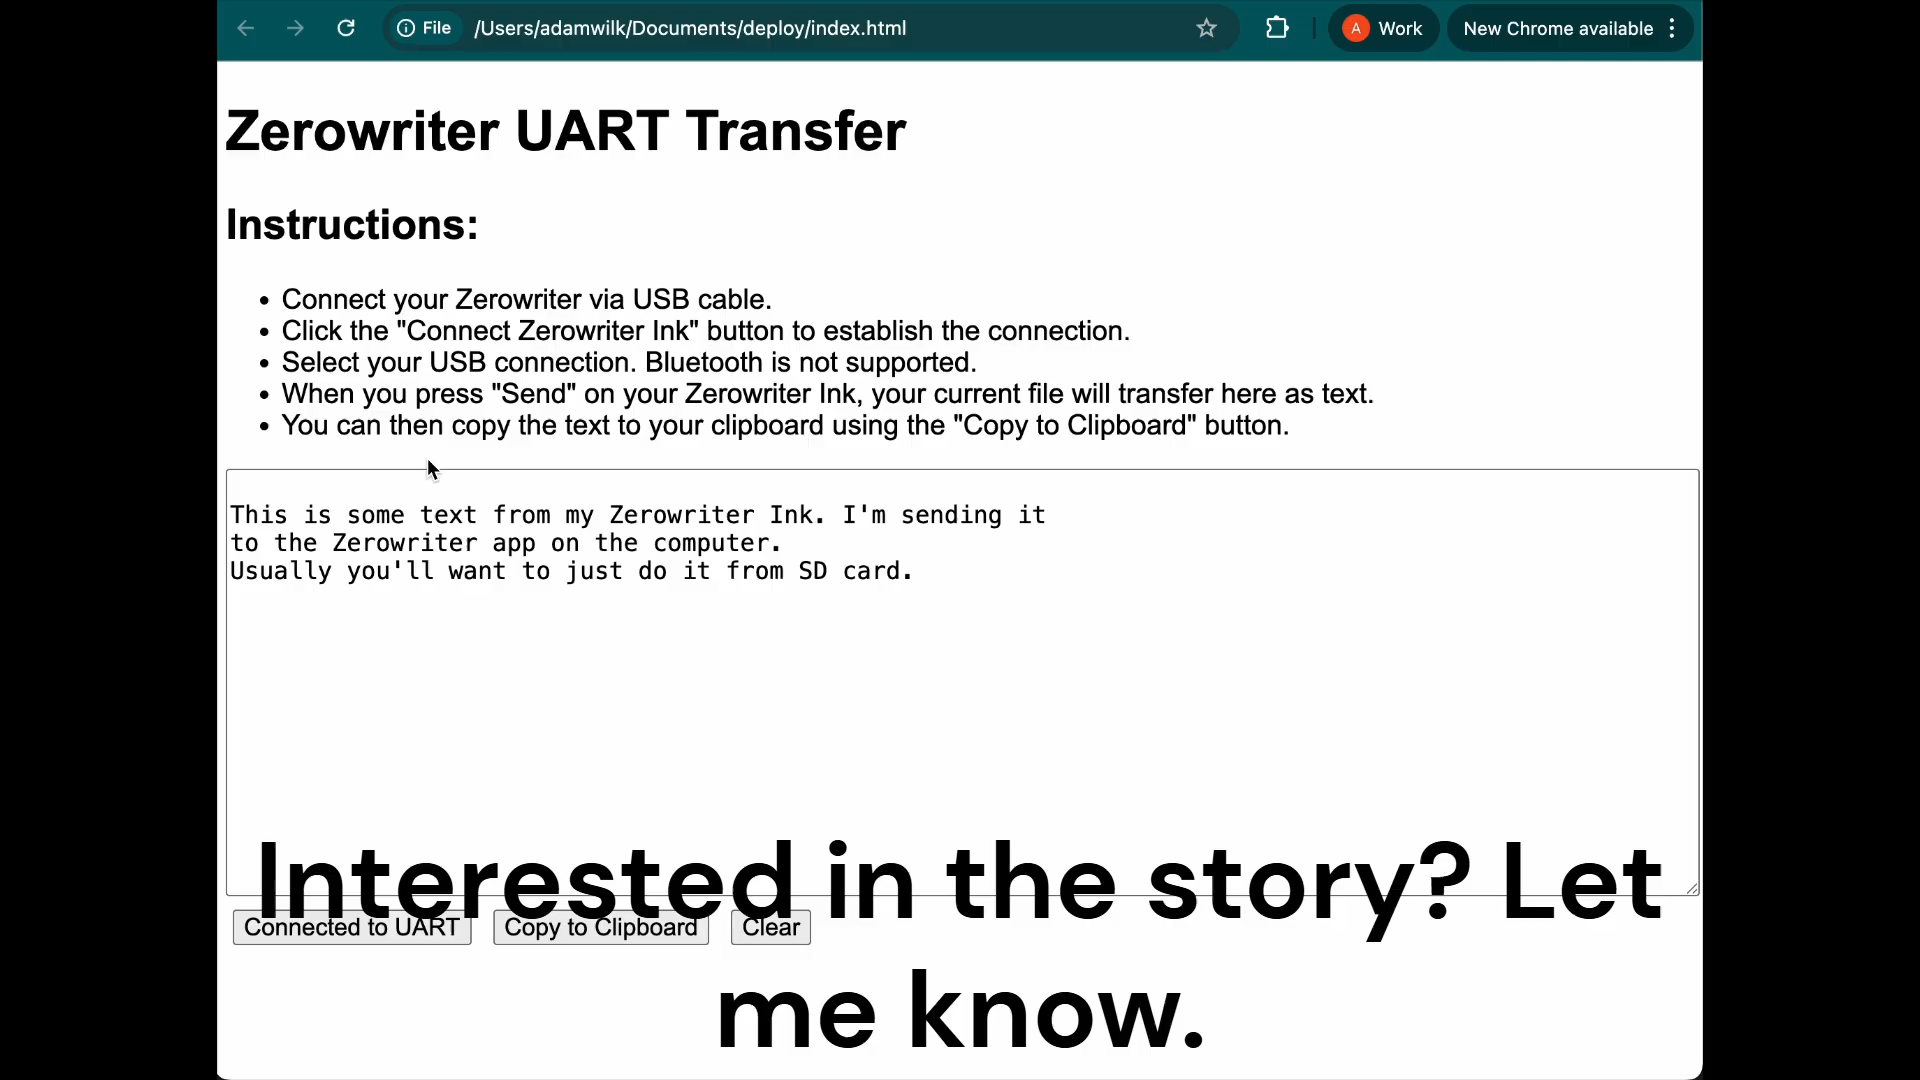 File /Users/adamwilk/Documents/deploy/index.html A Work New Chrome available
Zerowriter UART Transfer
Instructions:
• Connect your Zerowriter via USB cable.
• Click the "Connect Zerowriter Ink" button to establish the connection.
• Select your USB connection. Bluetooth is not supported.
• When you press "Send" on your Zerowriter Ink, your current file will transfer here as text.
• You can then copy the text to your clipboard using the "Copy to Clipboard" button.
This is some text from my Zerowriter Ink. I'm sending it
to the Zerowriter app on the computer.
Usually you'll want to just do it from SD card.
Interested in the story? Let
Connected to UART Copy to Clipboard Clear
me know.